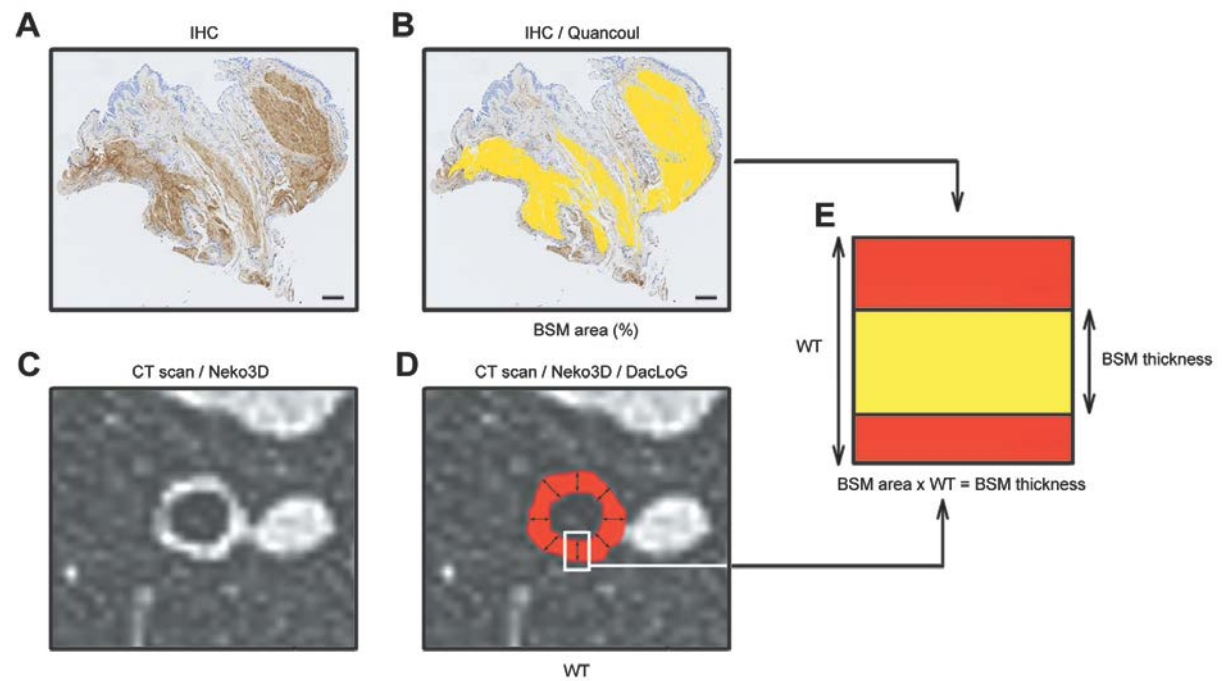 A
IHC
B
IHC / Quancoul
BSM area (%)
E
WT
BSM thickness
BSM area x WT = BSM thickness
C
CT scan / Neko3D
D
CT scan / Neko3D / DacLoG
WT